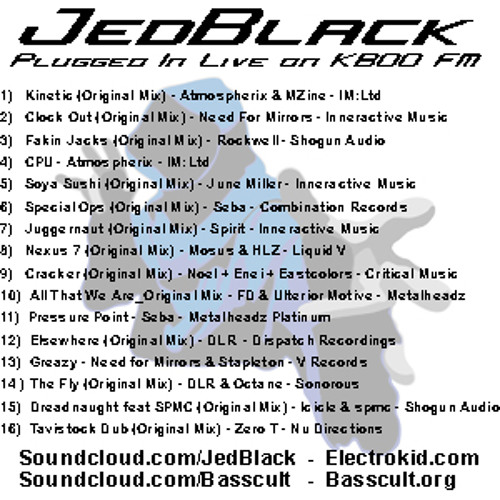 JedBlack
Plugged In Live on KBOO FM
1) Kinetic (Original Mix) - Atmospherix & MZine - IM:Ltd
2) Clock Out (Original Mix) - Need For Mirrors - Inneractive Music
3) Fakin Jacks (Original Mix) - Rockwell - Shogun Audio
4) CPU - Atmospherix - IM:Ltd
5) Soya Sushi (Original Mix) - June Miller - Inneractive Music
6) Special Ops (Original Mix) - Seba - Combination Records
7) Juggernaut (Original Mix) - Spirit - Inneractive Music
8) Nexus 7 (Original Mix) - Mosus & HLZ - Liquid V
9) Cracker (Original Mix) - Noel + Enei + Eastcolors - Critical Music
10) All That We Are_Original Mix - FD & Ulterior Motive - Metalheadz
11) Pressure Point - Seba - Metalheadz Platinum
12) Elsewhere (Original Mix) - DLR - Dispatch Recordings
13) Greazy - Need for Mirrors & Stapleton - V Records
14) The Fly (Original Mix) - DLR & Octane - Sonorous
15) Dreadnaught feat SPMC (Original Mix) - Icicle & spmc - Shogun Audio
16) Tavistock Dub (Original Mix) - Zero T - Nu Directions
Soundcloud.com/JedBlack - Electrokid.com
Soundcloud.com/Basscult - Basscult.org